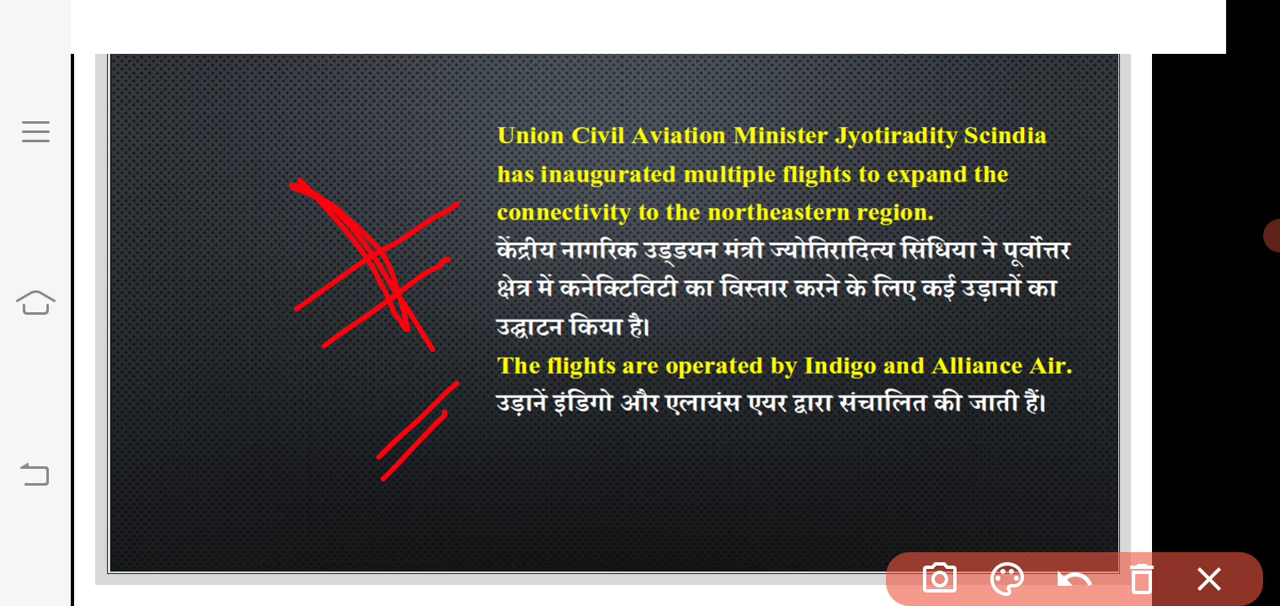 Union Civil Aviation Minister Jyotiradity Scindia
has inaugurated multiple flights to expand the
connectivity to the northeastern region.
केंद्रीय नागरिक उड्डयन मंत्री ज्योतिरादित्य सिंधिया ने पूर्वोत्तर
क्षेत्र में कनेक्टिविटी का विस्तार करने के लिए कई उड़ानों का
उद्घाटन किया है।
The flights are operated by Indigo and Alliance Air.
उड़ानें इंडिगो और एलायंस एयर द्वारा संचालित की जाती हैं।